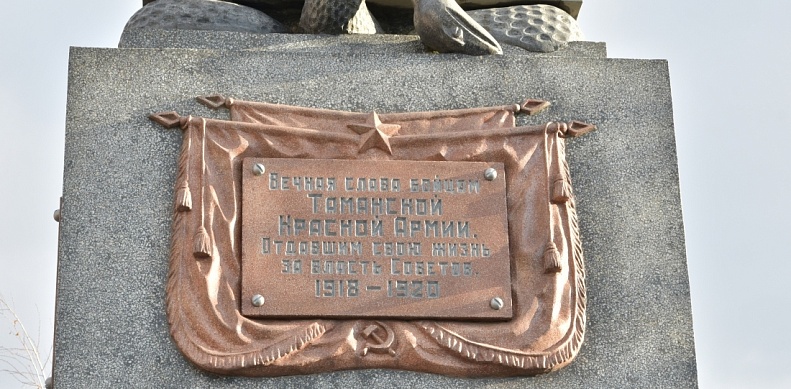 Вечная слава бойцам
Таманской
Красной Армии.
Отдавшим свою жизнь
за власть Советов.
1918 – 1920